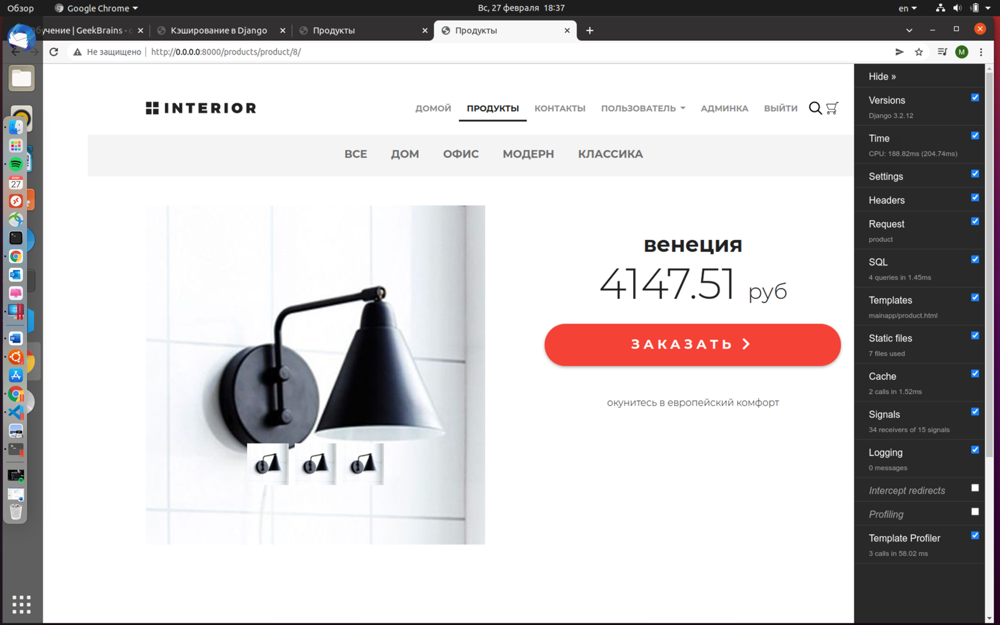 Обзор
Google Chrome
Вс, 27 февраля 18:37
en
бучение | GeekBrains - о
Кэширование в Django
Продукты
Продукты
Не защищено
http://0.0.0.0:8000/products/product/8/
M
INTERIOR
ДОМОЙ
ПРОДУКТЫ
КОНТАКТЫ
ПОЛЬЗОВАТЕЛЬ
АДМИНКА
ВЫЙТИ
ВСЕ
ДОМ
ОФИС
МОДЕРН
КЛАССИКА
венеция
4147.51 руб
ЗАКАЗАТЬ
окунитесь в европейский комфорт
Hide »
Versions
Django 3.2.12
Time
CPU: 188.82ms (204.74ms)
Settings
Headers
Request
product
SQL
4 queries in 1.45ms
Templates
mainapp/product.html
Static files
7 files used
Cache
2 calls in 1.52ms
Signals
34 receivers of 15 signals
Logging
0 messages
Intercept redirects
Profiling
Template Profiler
3 calls in 58.02 ms
27